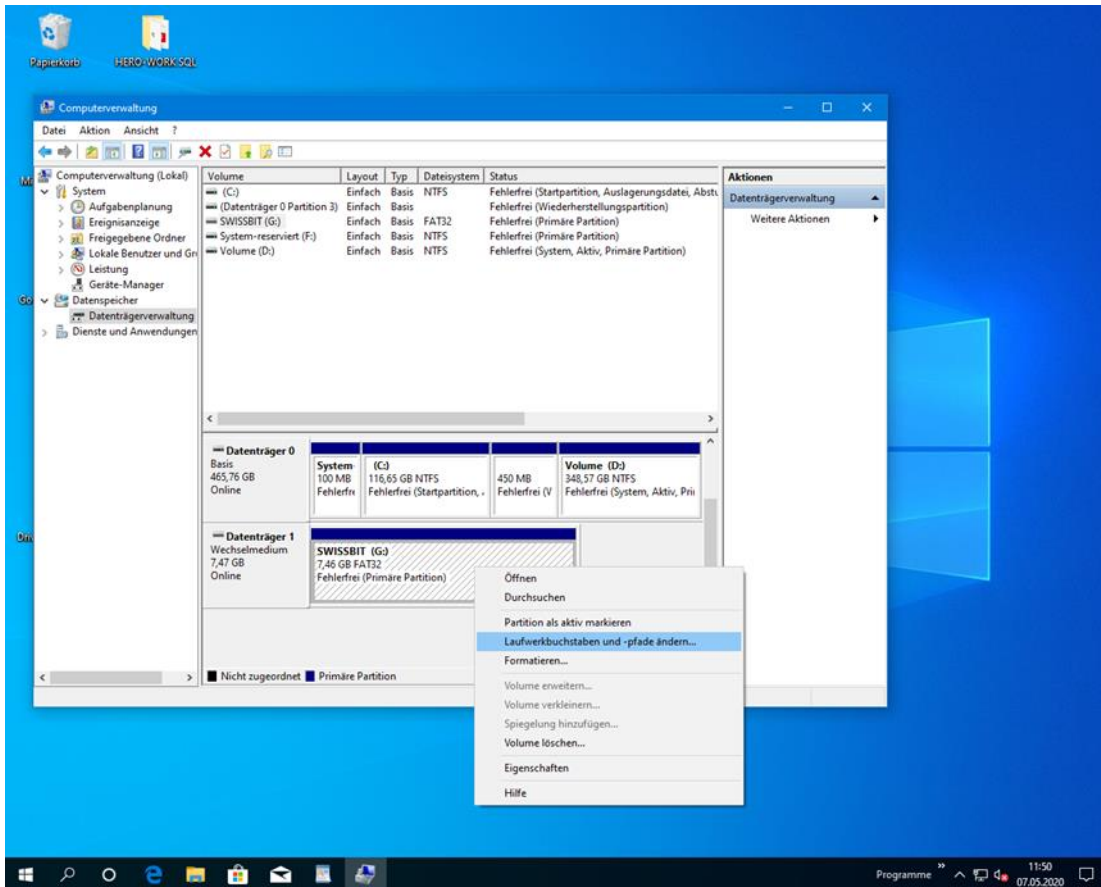 Papierkorb
HERO-WORK SQL
Computerverwaltung
Datei Aktion Ansicht ?
Computerverwaltung (Lokal)
System
Aufgabenplanung
Ereignisanzeige
Freigegebene Ordner
Lokale Benutzer und Gr
Leistung
Geräte-Manager
Datenspeicher
Datenträgerverwaltung
Dienste und Anwendungen
Volume Layout Typ Dateisystem Status
(C:) Einfach Basis NTFS Fehlerfrei (Startpartition, Auslagerungsdatei, Abstu
(Datenträger 0 Partition 3) Einfach Basis Fehlerfrei (Wiederherstellungspartition)
SWISSBIT (G:) Einfach Basis FAT32 Fehlerfrei (Primäre Partition)
System-reserviert (F:) Einfach Basis NTFS Fehlerfrei (Primäre Partition)
Volume (D:) Einfach Basis NTFS Fehlerfrei (System, Aktiv, Primäre Partition)
Aktionen
Datenträgerverwaltung
Weitere Aktionen
Datenträger 0
Basis
465,76 GB
Online
System
100 MB
Fehlerfre
(C:)
116,65 GB NTFS
Fehlerfrei (Startpartition, .
450 MB
Fehlerfrei (V
Volume (D:)
348,57 GB NTFS
Fehlerfrei (System, Aktiv, Prii
Datenträger 1
Wechselmedium
7,47 GB
Online
SWISSBIT (G:)
7,46 GB FAT32
Fehlerfrei (Primäre Partition)
Nicht zugeordnet Primäre Partition
Öffnen
Durchsuchen
Partition als aktiv markieren
Laufwerkbuchstaben und -pfade ändern...
Formatieren...
Volume erweitern...
Volume verkleinern...
Spiegelung hinzufügen...
Volume löschen...
Eigenschaften
Hilfe
Programme
11:50
07.05.2020